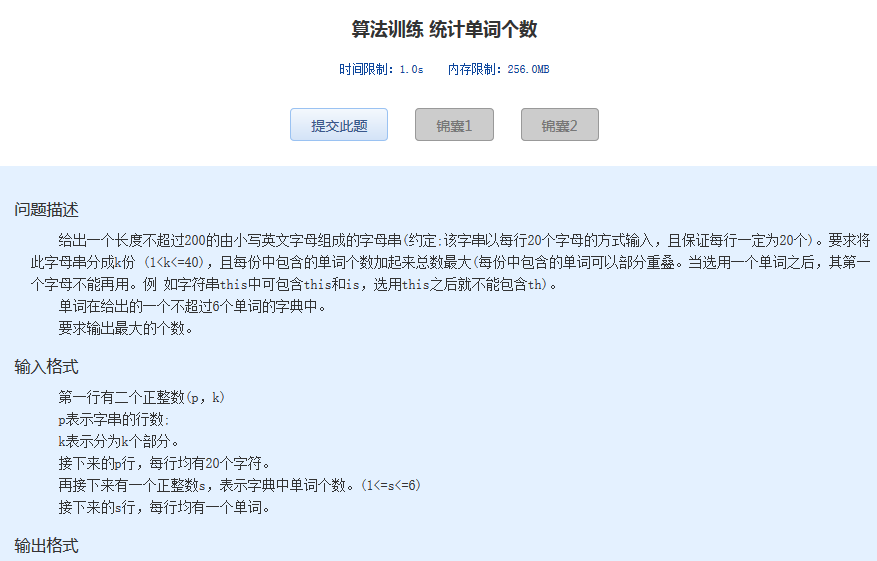 算法训练 统计单词个数
时间限制：1.0s 内存限制：256.0MB
提交此题 锦囊1 锦囊2
问题描述
给出一个长度不超过200的由小写英文字母组成的字母串(约定;该字串以每行20个字母的方式输入，且保证每行一定为20个)。要求将
此字母串分成k份 (1<k<=40)，且每份中包含的单词个数加起来总数最大(每份中包含的单词可以部分重叠。当选用一个单词之后，其第一
个字母不能再用。例 如字符串this中可包含this和is，选用this之后就不能包含th)。
单词在给出的一个不超过6个单词的字典中。
要求输出最大的个数。
输入格式
第一行有二个正整数(p，k)
p表示字串的行数;
k表示分为k个部分。
接下来的p行，每行均有20个字符。
再接下来有一个正整数s，表示字典中单词个数。(1<=s<=6)
接下来的s行，每行均有一个单词。
输出格式